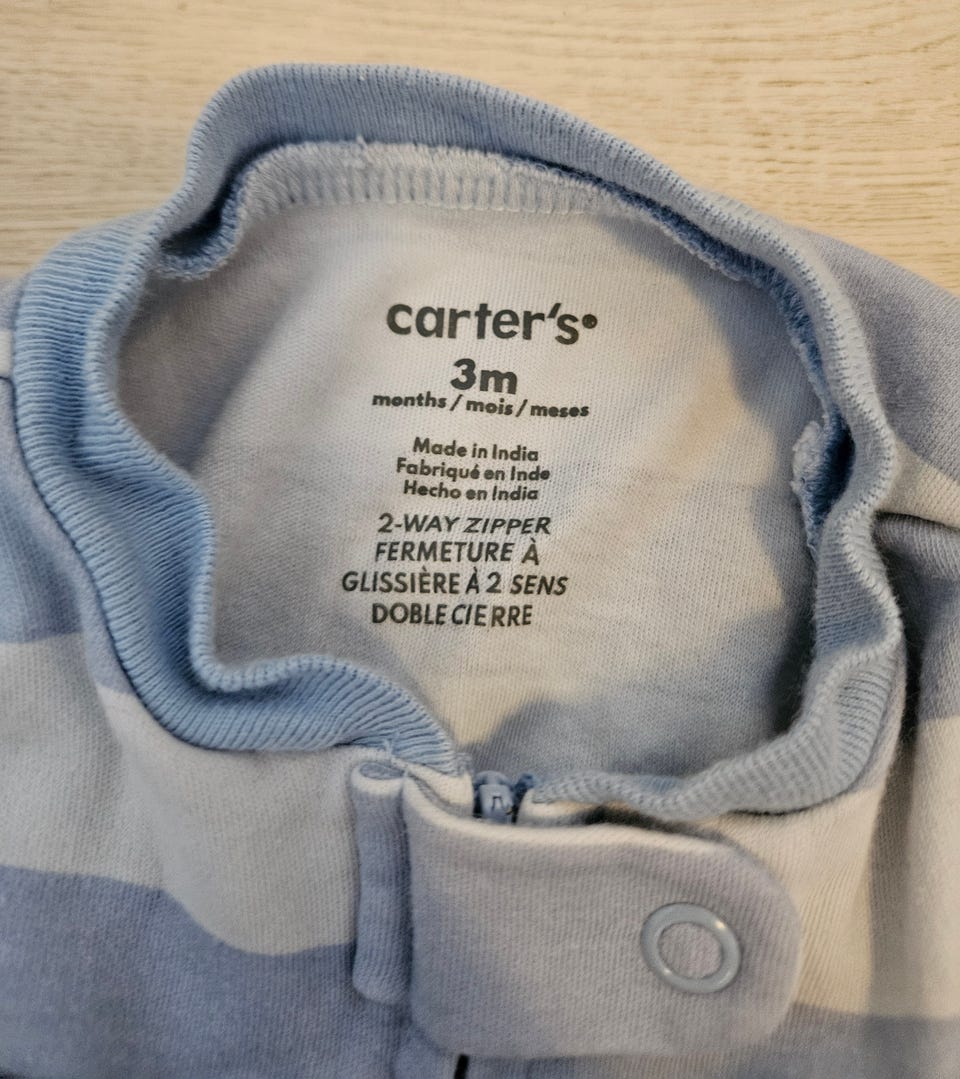 carter's
3m
months / mois / meses
Made in India
Fabriqué en Inde
Hecho en India
2-WAY ZIPPER
FERMETURE À
GLISSIÈRE À 2 SENS
DOBLE CIERRE